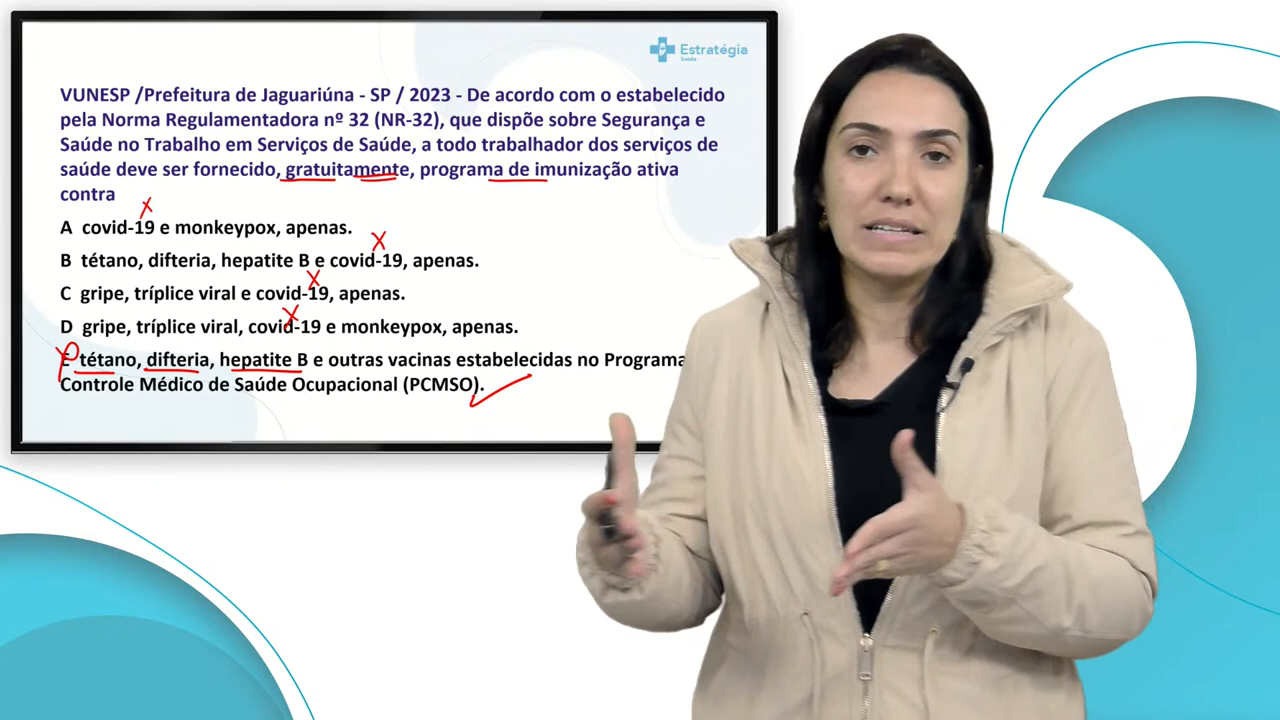 Estratégia
Saúde
VUNESP /Prefeitura de Jaguariúna - SP / 2023 - De acordo com o estabelecido
pela Norma Regulamentadora nº 32 (NR-32), que dispõe sobre Segurança e
Saúde no Trabalho em Serviços de Saúde, a todo trabalhador dos serviços de
saúde deve ser fornecido, gratuitamente, programa de imunização ativa
contra
A covid-19 e monkeypox, apenas.
B tétano, difteria, hepatite B e covid-19, apenas.
C gripe, tríplice viral e covid-19, apenas.
D gripe, tríplice viral, covid-19 e monkeypox, apenas.
E tétano, difteria, hepatite B e outras vacinas estabelecidas no Programa
Controle Médico de Saúde Ocupacional (PCMSO).